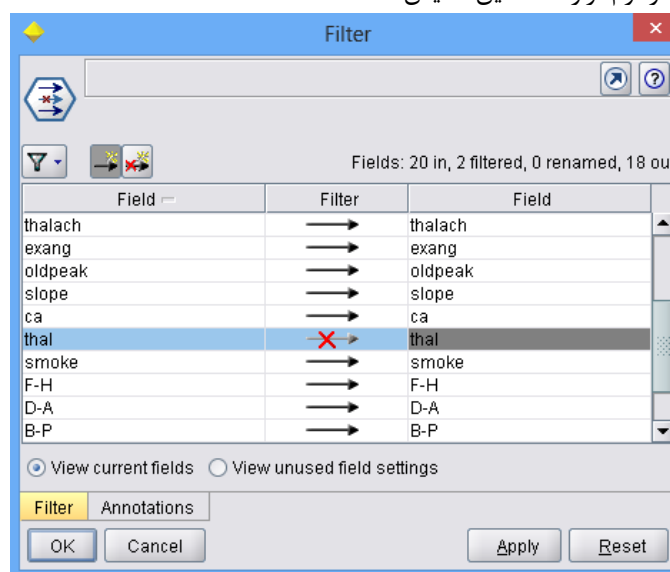 Filter
Fields: 20 in, 2 filtered, 0 renamed, 18 ou
Field Filter Field
thalach thalach
exang exang
oldpeak oldpeak
slope slope
ca ca
thal thal
smoke smoke
F-H F-H
D-A D-A
B-P B-P
View current fields View unused field settings
Filter Annotations
OK Cancel Apply Reset